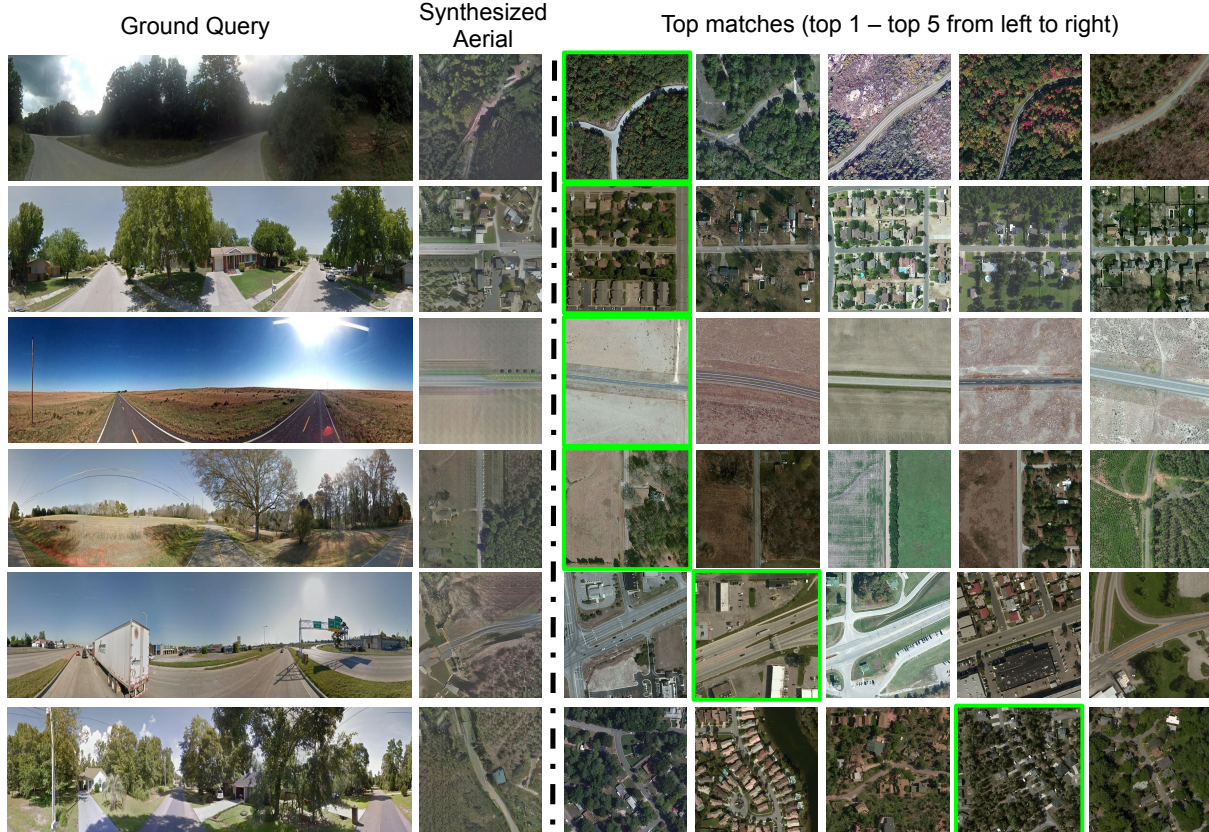 Ground Query
Synthesized
Aerial
Top matches (top 1 – top 5 from left to right)